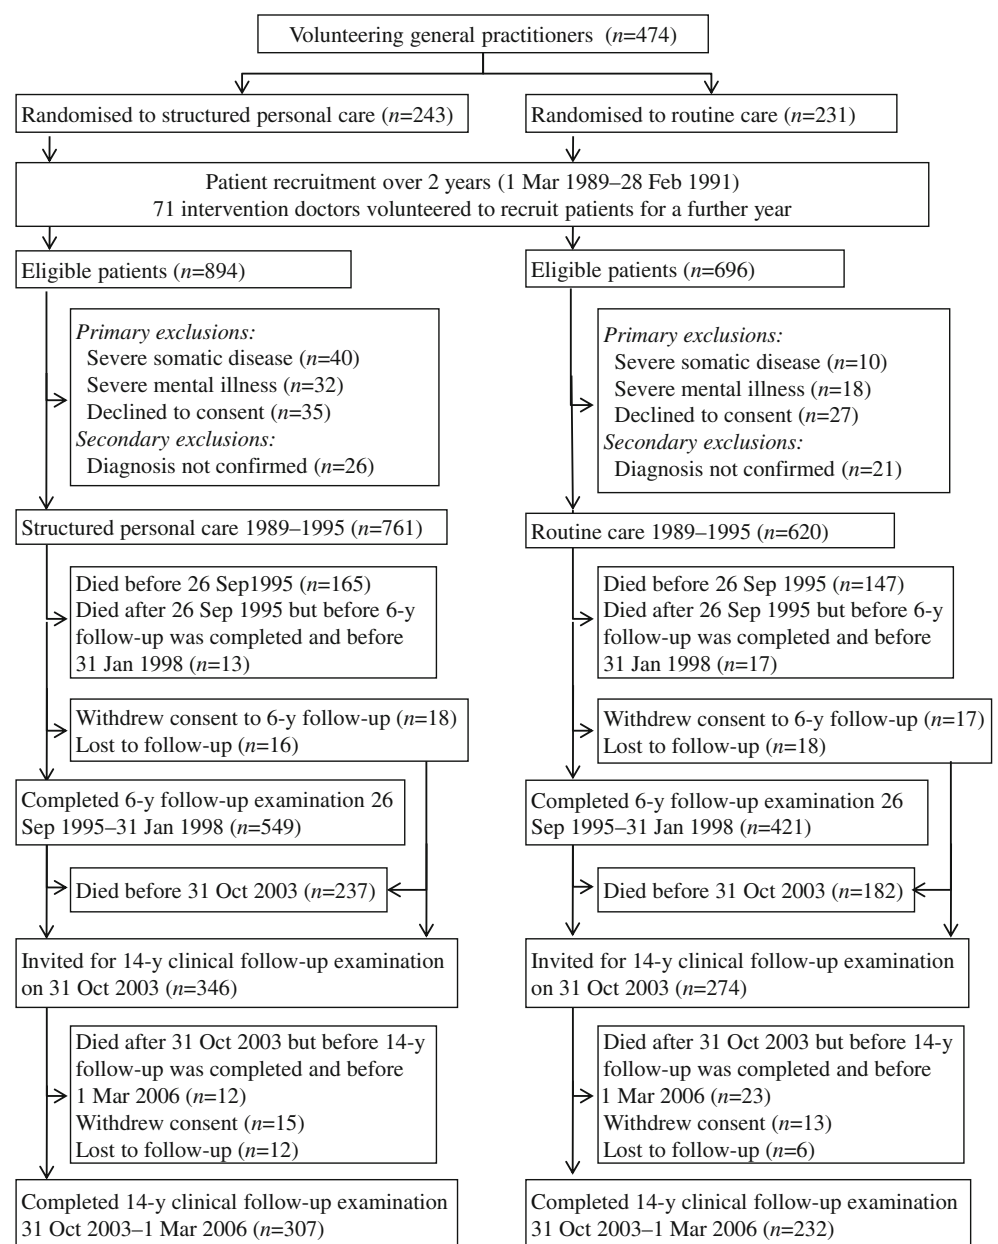 Volunteering general practitioners (n=474)
Randomised to structured personal care (n=243)
Randomised to routine care (n=231)
Patient recruitment over 2 years (1 Mar 1989–28 Feb 1991)
71 intervention doctors volunteered to recruit patients for a further year
Eligible patients (n=894)
Eligible patients (n=696)
Primary exclusions:
Severe somatic disease (n=40)
Severe mental illness (n=32)
Declined to consent (n=35)
Secondary exclusions:
Diagnosis not confirmed (n=26)
Primary exclusions:
Severe somatic disease (n=10)
Severe mental illness (n=18)
Declined to consent (n=27)
Secondary exclusions:
Diagnosis not confirmed (n=21)
Structured personal care 1989–1995 (n=761)
Routine care 1989–1995 (n=620)
Died before 26 Sep1995 (n=165)
Died after 26 Sep 1995 but before 6-y
follow-up was completed and before
31 Jan 1998 (n=13)
Died before 26 Sep 1995 (n=147)
Died after 26 Sep 1995 but before 6-y
follow-up was completed and before
31 Jan 1998 (n=17)
Withdrew consent to 6-y follow-up (n=18)
Lost to follow-up (n=16)
Withdrew consent to 6-y follow-up (n=17)
Lost to follow-up (n=18)
Completed 6-y follow-up examination 26
Sep 1995–31 Jan 1998 (n=549)
Completed 6-y follow-up examination 26
Sep 1995–31 Jan 1998 (n=421)
Died before 31 Oct 2003 (n=237)
Died before 31 Oct 2003 (n=182)
Invited for 14-y clinical follow-up examination
on 31 Oct 2003 (n=346)
Invited for 14-y clinical follow-up examination
on 31 Oct 2003 (n=274)
Died after 31 Oct 2003 but before 14-y
follow-up was completed and before
1 Mar 2006 (n=12)
Withdrew consent (n=15)
Lost to follow-up (n=12)
Died after 31 Oct 2003 but before 14-y
follow-up was completed and before
1 Mar 2006 (n=23)
Withdrew consent (n=13)
Lost to follow-up (n=6)
Completed 14-y clinical follow-up examination
31 Oct 2003–1 Mar 2006 (n=307)
Completed 14-y clinical follow-up examination
31 Oct 2003–1 Mar 2006 (n=232)